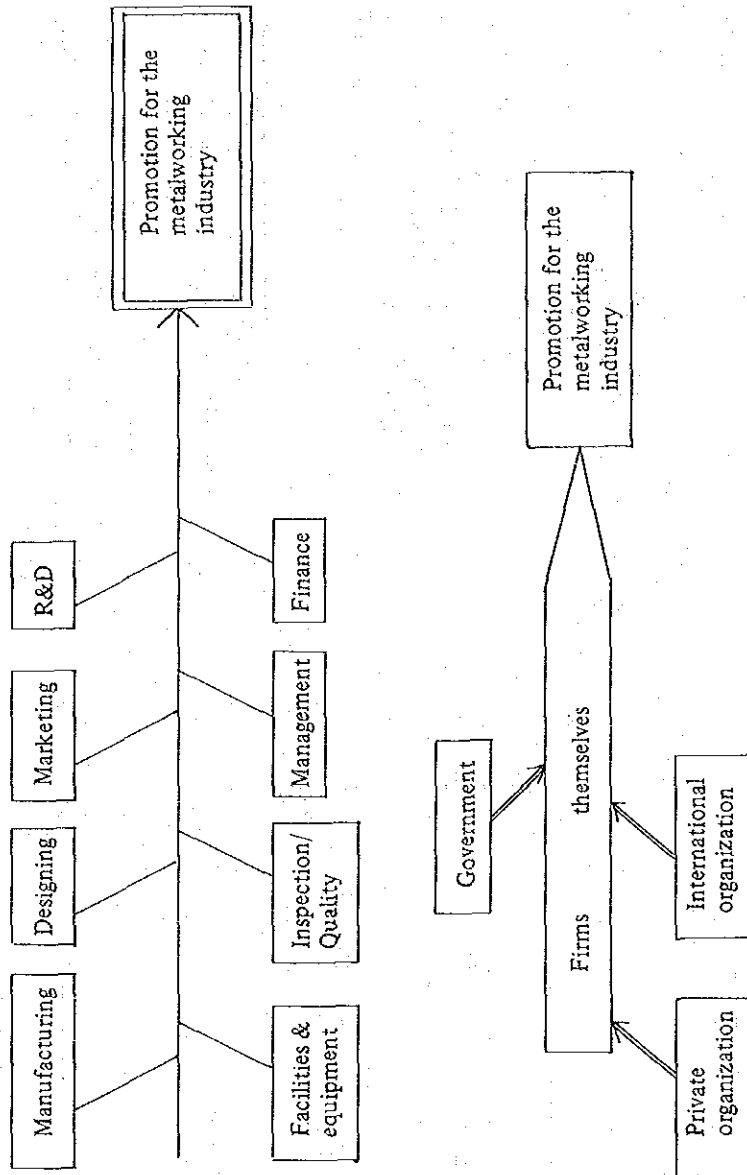 Manufacturing
Designing
Marketing
R&D
Facilities &
equipment
Inspection/
Quality
Management
Finance
Promotion for the
metalworking
industry
Government
Firms themselves
Private
organization
International
organization
Promotion for the
metalworking
industry